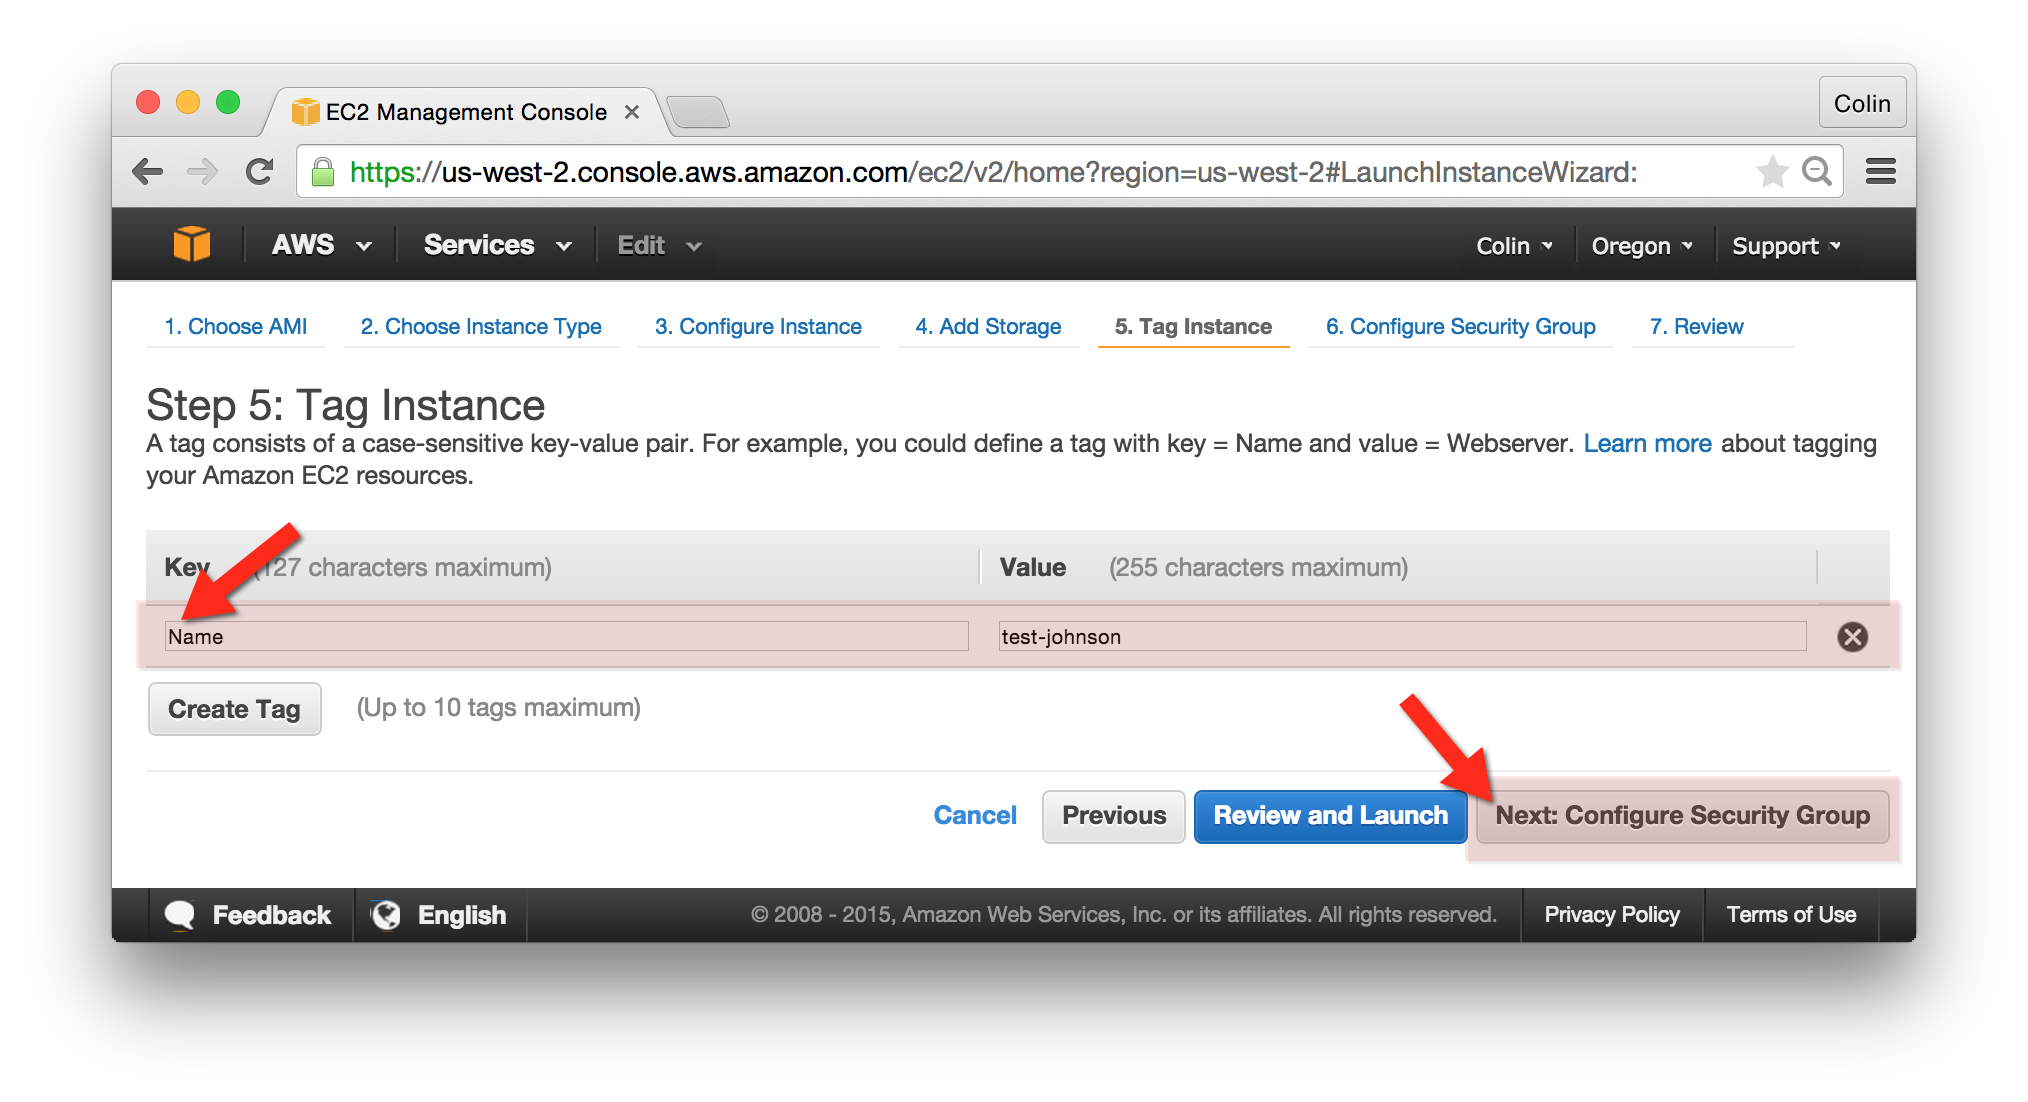 EC2 Management Console
Colin
https://us-west-2.console.aws.amazon.com/ec2/v2/home?region=us-west-2#LaunchInstanceWizard:
AWS Services Edit Colin Oregon Support
1. Choose AMI 2. Choose Instance Type 3. Configure Instance 4. Add Storage 5. Tag Instance 6. Configure Security Group 7. Review
Step 5: Tag Instance
A tag consists of a case-sensitive key-value pair. For example, you could define a tag with key = Name and value = Webserver. Learn more about tagging
your Amazon EC2 resources.
Key (127 characters maximum) Value (255 characters maximum)
Name test-johnson
Create Tag (Up to 10 tags maximum)
Cancel Previous Review and Launch Next: Configure Security Group
Feedback English © 2008 - 2015, Amazon Web Services, Inc. or its affiliates. All rights reserved. Privacy Policy Terms of Use